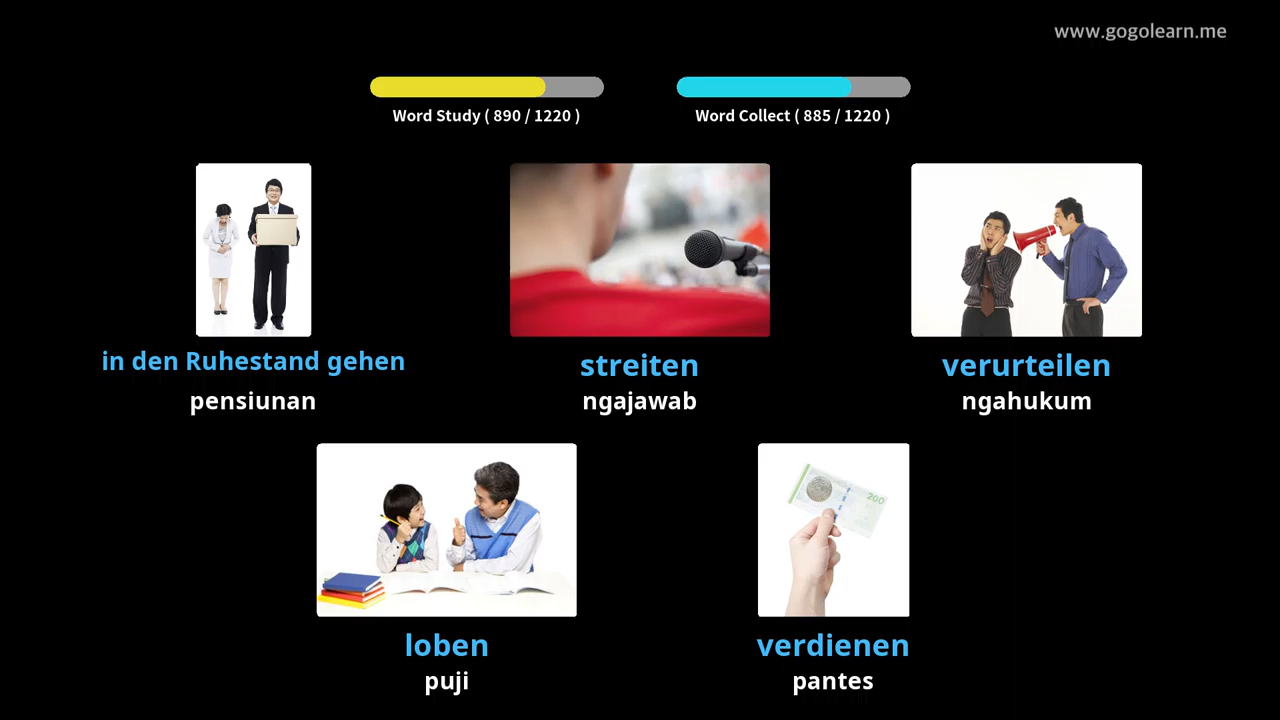 www.gogolearn.me
Word Study ( 890 / 1220 )
Word Collect ( 885 / 1220 )
in den Ruhestand gehen
pensiunan
streiten
ngajawab
verurteilen
ngahukum
200
loben
puji
verdienen
pantes